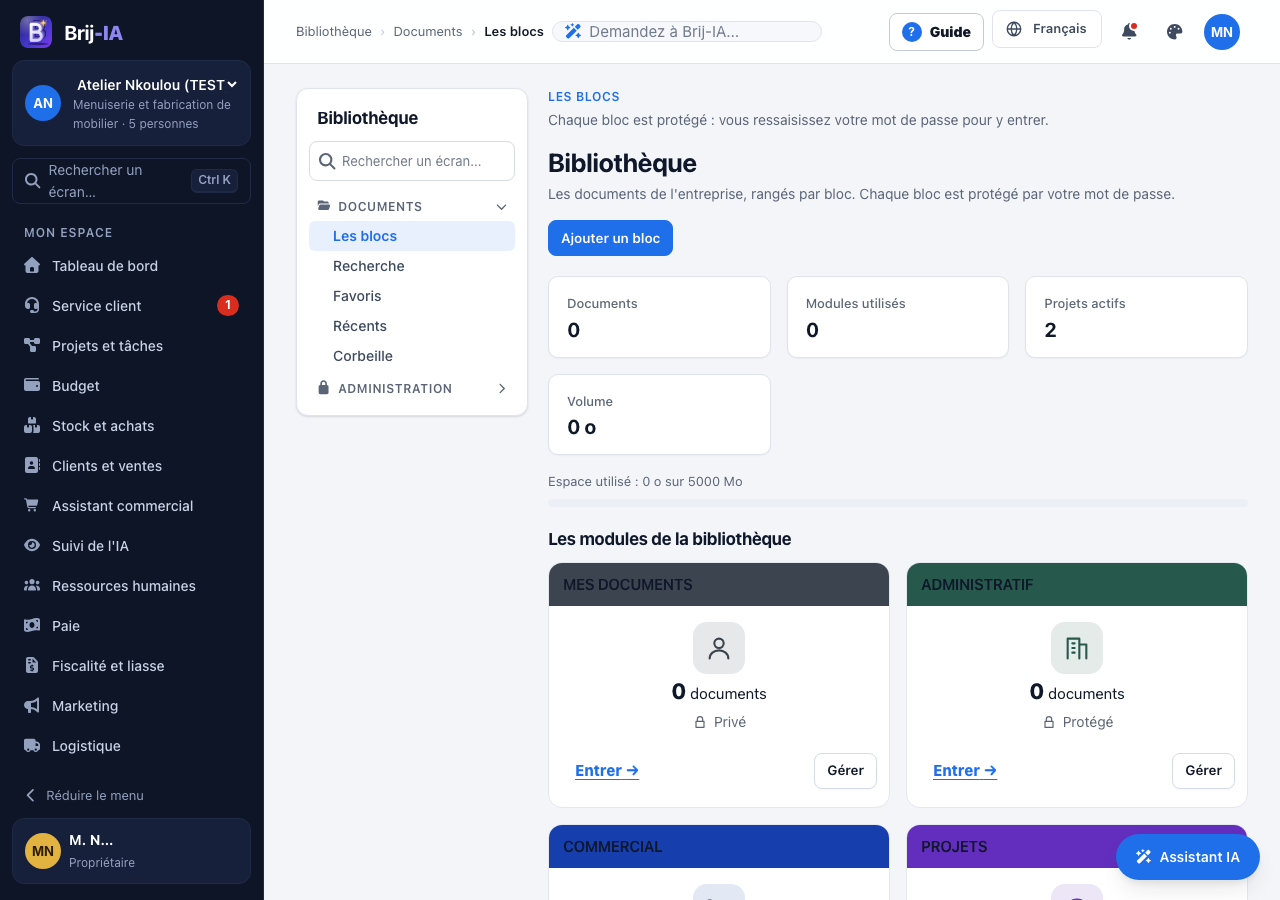 Brij-IA
AN
Atelier Nkoulou (TEST
Menuiserie et fabrication de
mobilier · 5 personnes
Rechercher un
écran...
Ctrl K
MON ESPACE
Tableau de bord
Service client
1
Projets et tâches
Budget
Stock et achats
Clients et ventes
Assistant commercial
Suivi de l'IA
Ressources humaines
Paie
Fiscalité et liasse
Marketing
Logistique
Réduire le menu
MN
M. N...
Propriétaire
Bibliothèque › Documents › Les blocs
Demandez à Brij-IA...
? Guide
Français
MN
Bibliothèque
Rechercher un écran...
DOCUMENTS
Les blocs
Recherche
Favoris
Récents
Corbeille
ADMINISTRATION
LES BLOCS
Chaque bloc est protégé : vous ressaisissez votre mot de passe pour y entrer.
Bibliothèque
Les documents de l'entreprise, rangés par bloc. Chaque bloc est protégé par votre mot de passe.
Ajouter un bloc
Documents
0
Modules utilisés
0
Projets actifs
2
Volume
0 o
Espace utilisé : 0 o sur 5000 Mo
Les modules de la bibliothèque
MES DOCUMENTS
0 documents
Privé
Entrer →
Gérer
ADMINISTRATIF
0 documents
Protégé
Entrer →
Gérer
COMMERCIAL
PROJETS
Assistant IA